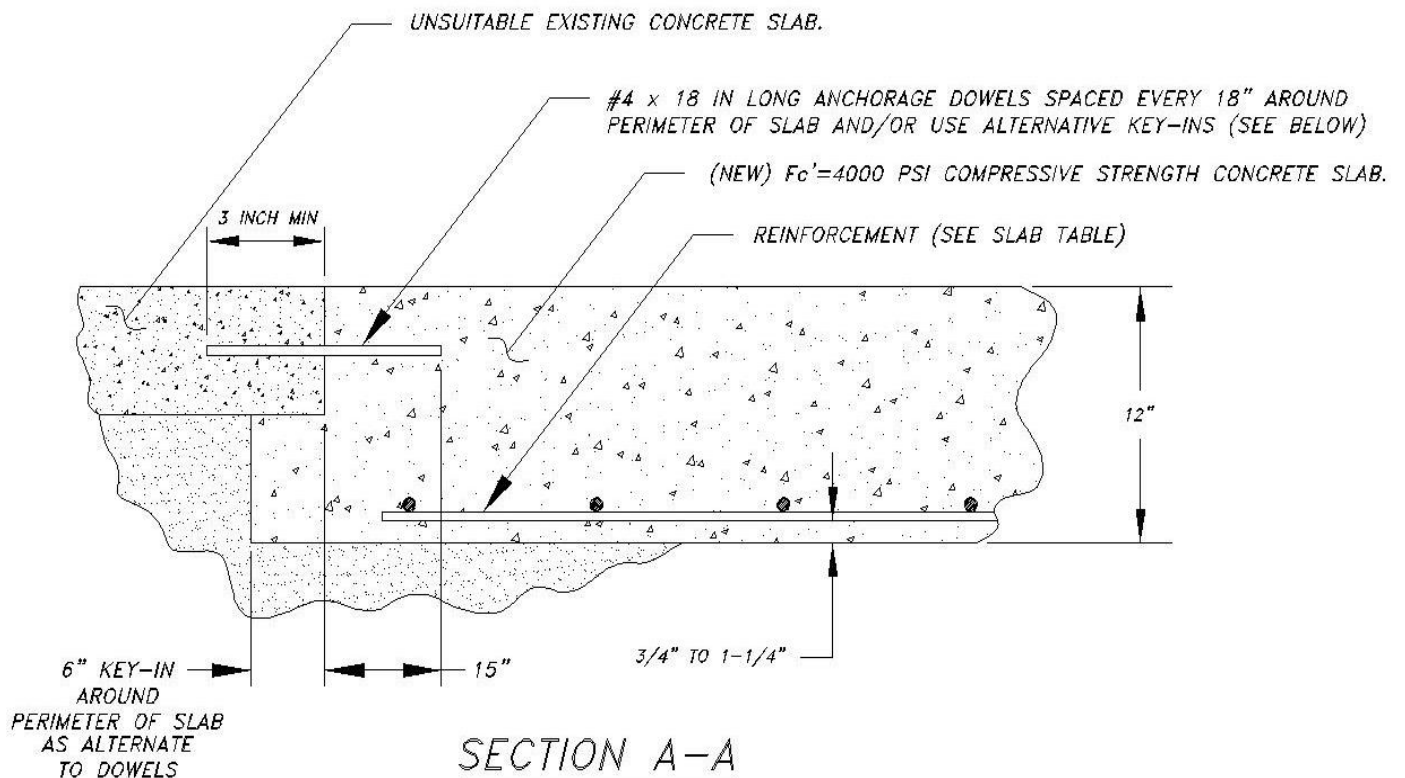 UNSUITABLE EXISTING CONCRETE SLAB.
#4 x 18 IN LONG ANCHORAGE DOWELS SPACED EVERY 18" AROUND
PERIMETER OF SLAB AND/OR USE ALTERNATIVE KEY-INS (SEE BELOW)
(NEW) Fc'=4000 PSI COMPRESSIVE STRENGTH CONCRETE SLAB.
3 INCH MIN
REINFORCEMENT (SEE SLAB TABLE)
12"
3/4" TO 1-1/4"
6" KEY-IN
AROUND
PERIMETER OF SLAB
AS ALTERNATE
TO DOWELS
15"
SECTION A-A